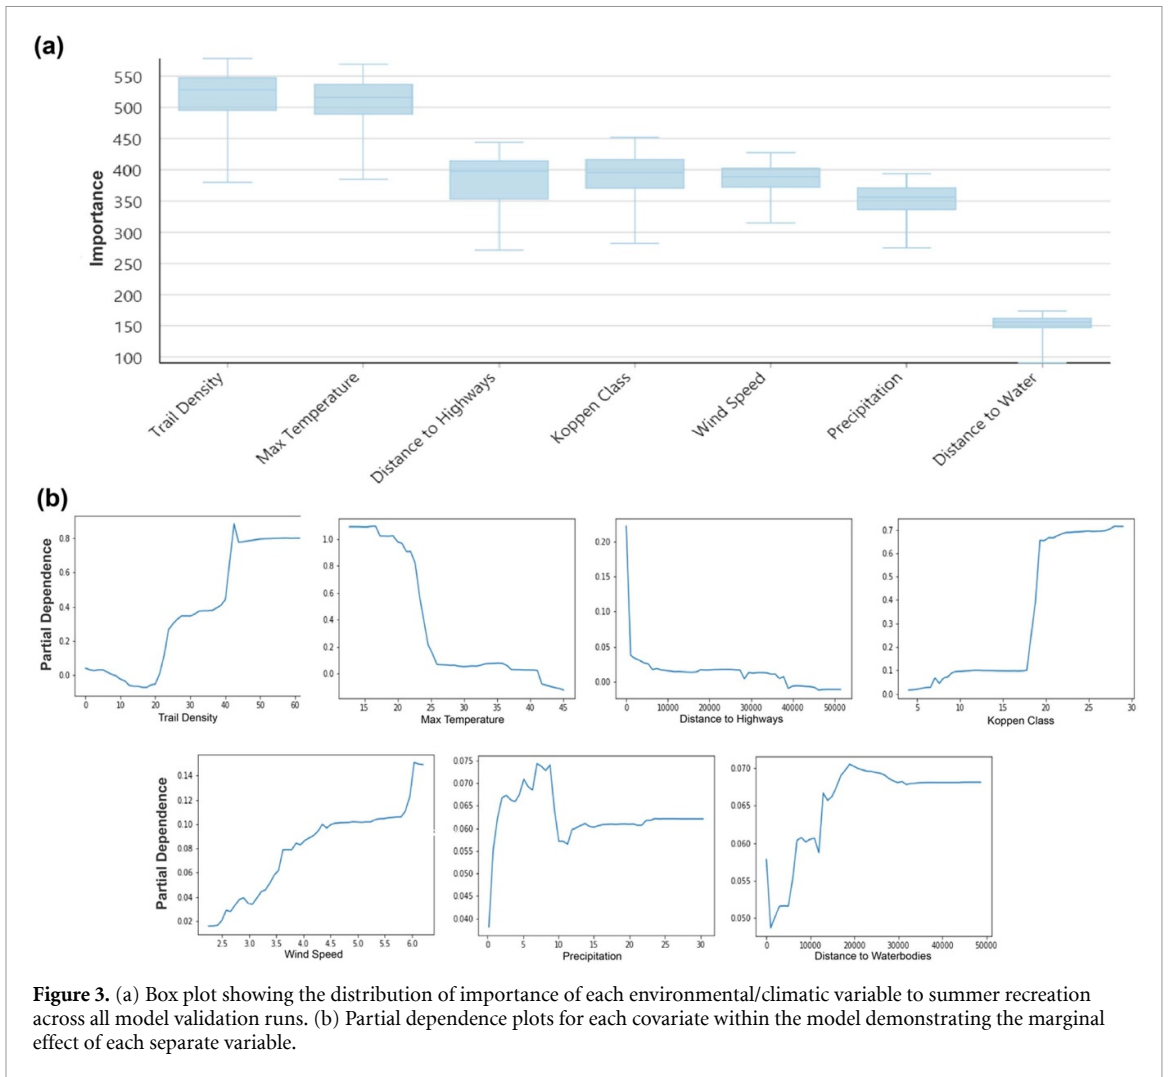 (a)
Importance
550
500
450
400
350
300
250
200
150
100
Trail Density
Max Temperature
Distance to Highways
Koppen Class
Wind Speed
Precipitation
Distance to Water
(b)
Partial Dependence
0.8
0.6
0.4
0.2
0.0
0 10 20 30 40 50 60
Trail Density
1.0
0.8
0.6
0.4
0.2
0.0
15 20 25 30 35 40 45
Max Temperature
0.20
0.15
0.10
0.05
0.00
0 10000 20000 30000 40000 50000
Distance to Highways
0.7
0.6
0.5
0.4
0.3
0.2
0.1
0.0
5 10 15 20 25 30
Koppen Class
Partial Dependence
0.14
0.12
0.10
0.08
0.06
0.04
0.02
2.5 3.0 3.5 4.0 4.5 5.0 5.5 6.0
Wind Speed
0.075
0.070
0.065
0.060
0.055
0.050
0.045
0.040
0 5 10 15 20 25 30
Precipitation
0.070
0.065
0.060
0.055
0.050
0 10000 20000 30000 40000 50000
Distance to Waterbodies
Figure 3. (a) Box plot showing the distribution of importance of each environmental/climatic variable to summer recreation
across all model validation runs. (b) Partial dependence plots for each covariate within the model demonstrating the marginal
effect of each separate variable.